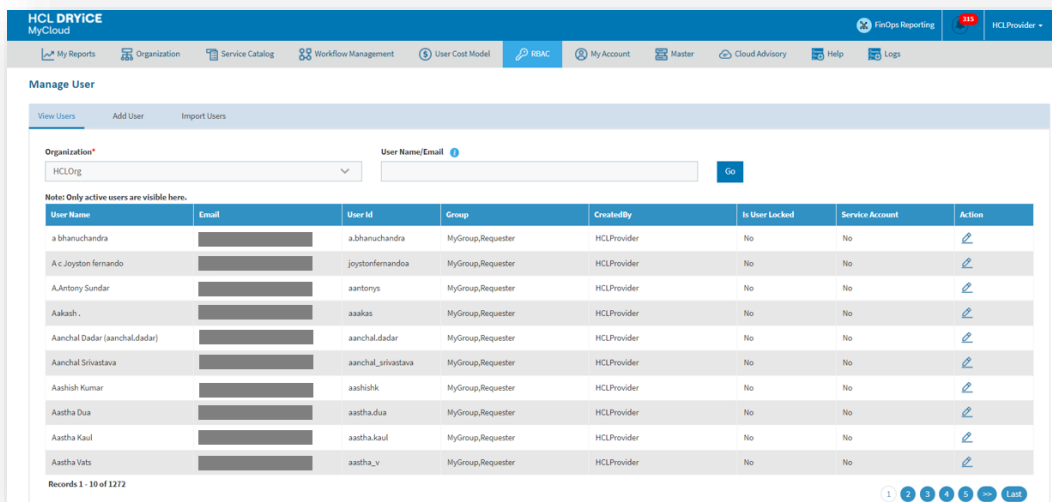 HCL DRYiCE
MyCloud
FinOps Reporting 315 HCLProvider
My Reports Organization Service Catalog Workflow Management User Cost Model RBAC My Account Master Cloud Advisory Help Logs
Manage User
View Users Add User Import Users
Organization* User Name/Email
HCLOrg Go
Note: Only active users are visible here.
User Name Email User Id Group CreatedBy Is User Locked Service Account Action
a bhanuchandra a.bhanuchandra MyGroup,Requester HCLProvider No No
A c Joyston fernando joystonfernandoa MyGroup,Requester HCLProvider No No
A.Antony Sundar aantonys MyGroup,Requester HCLProvider No No
Aakash . aaakas MyGroup,Requester HCLProvider No No
Aanchal Dadar (aanchal.dadar) aanchal.dadar MyGroup,Requester HCLProvider No No
Aanchal Srivastava aanchal_srivastava MyGroup,Requester HCLProvider No No
Aashish Kumar aashishk MyGroup,Requester HCLProvider No No
Aastha Dua aastha.dua MyGroup,Requester HCLProvider No No
Aastha Kaul aastha.kaul MyGroup,Requester HCLProvider No No
Aastha Vats aastha_v MyGroup,Requester HCLProvider No No
Records 1 - 10 of 1272
1 2 3 4 5 >> Last